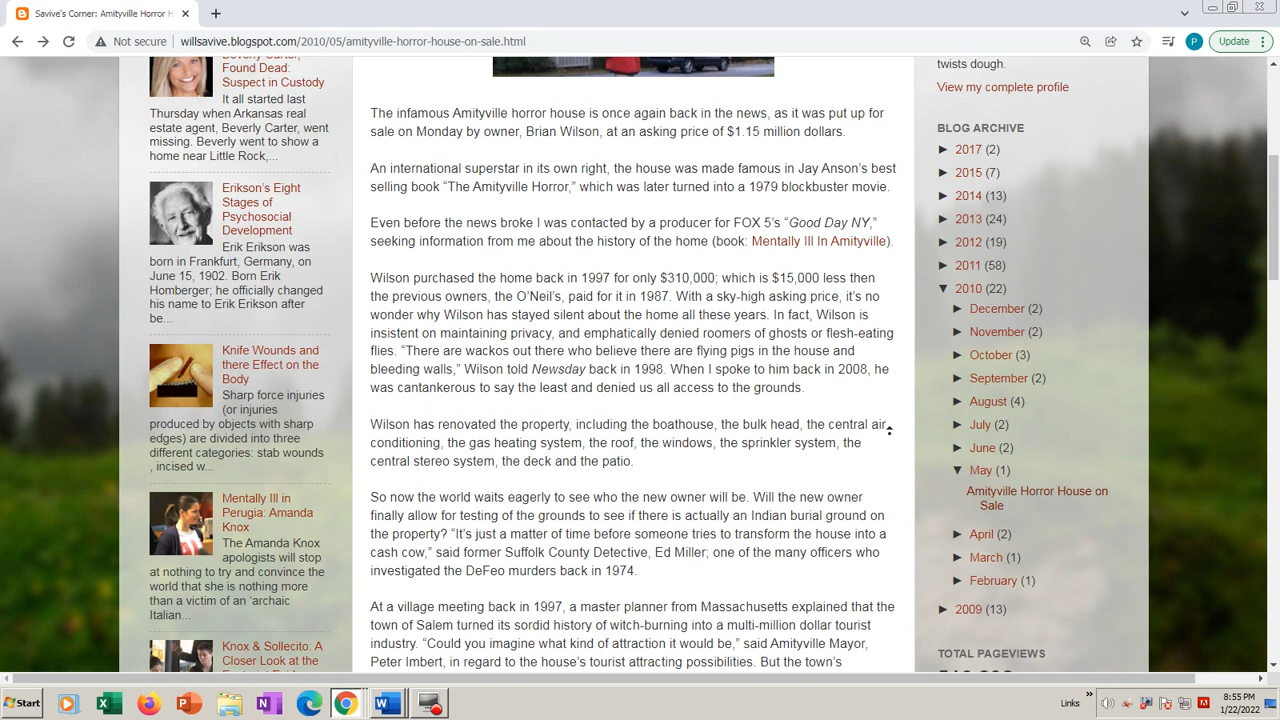 Savive's Corner: Amityville Horror H
Not secure
willsavive.blogspot.com/2010/05/amityville-horror-house-on-sale.html
P
Update
Beverly Carter,
Found Dead:
Suspect in Custody
It all started last
Thursday when Arkansas real
estate agent, Beverly Carter, went
missing. Beverly went to show a
home near Little Rock,...
Erikson's Eight
Stages of
Psychosocial
Development
Erik Erikson was
born in Frankfurt, Germany, on
June 15, 1902. Born Erik
Homberger; he officially changed
his name to Erik Erikson after
be...
Knife Wounds and
there Effect on the
Body
Sharp force injuries
(or injuries
produced by objects with sharp
edges) are divided into three
different categories: stab wounds
, incised w...
Mentally Ill in
Perugia: Amanda
Knox
The Amanda Knox
apologists will stop
at nothing to try and convince the
world that she is nothing more
than a victim of an 'archaic
Italian...
Knox & Sollecito: A
Closer Look at the
The infamous Amityville horror house is once again back in the news, as it was put up for
sale on Monday by owner, Brian Wilson, at an asking price of $1.15 million dollars.
An international superstar in its own right, the house was made famous in Jay Anson's best
selling book “The Amityville Horror,” which was later turned into a 1979 blockbuster movie.
Even before the news broke I was contacted by a producer for FOX 5's “Good Day NY,”
seeking information from me about the history of the home (book: Mentally Ill In Amityville).
Wilson purchased the home back in 1997 for only $310,000; which is $15,000 less then
the previous owners, the O'Neil's, paid for it in 1987. With a sky-high asking price, it's no
wonder why Wilson has stayed silent about the home all these years. In fact, Wilson is
insistent on maintaining privacy, and emphatically denied roomers of ghosts or flesh-eating
flies. “There are wackos out there who believe there are flying pigs in the house and
bleeding walls,” Wilson told Newsday back in 1998. When I spoke to him back in 2008, he
was cantankerous to say the least and denied us all access to the grounds.
Wilson has renovated the property, including the boathouse, the bulk head, the central air
conditioning, the gas heating system, the roof, the windows, the sprinkler system, the
central stereo system, the deck and the patio.
So now the world waits eagerly to see who the new owner will be. Will the new owner
finally allow for testing of the grounds to see if there is actually an Indian burial ground on
the property? “It's just a matter of time before someone tries to transform the house into a
cash cow,” said former Suffolk County Detective, Ed Miller; one of the many officers who
investigated the DeFeo murders back in 1974.
At a village meeting back in 1997, a master planner from Massachusetts explained that the
town of Salem turned its sordid history of witch-burning into a multi-million dollar tourist
industry. “Could you imagine what kind of attraction it would be,” said Amityville Mayor,
Peter Imbert, in regard to the house's tourist attracting possibilities. But the town's
twists dough.
View my complete profile
BLOG ARCHIVE
► 2017 (2)
► 2015 (7)
► 2014 (13)
► 2013 (24)
► 2012 (19)
► 2011 (58)
▼ 2010 (22)
► December (2)
► November (2)
► October (3)
► September (2)
► August (4)
► July (2)
► June (2)
▼ May (1)
Amityville Horror House on
Sale
► April (2)
► March (1)
► February (1)
► 2009 (13)
TOTAL PAGEVIEWS
Start
Links
8:55 PM
1/22/2022